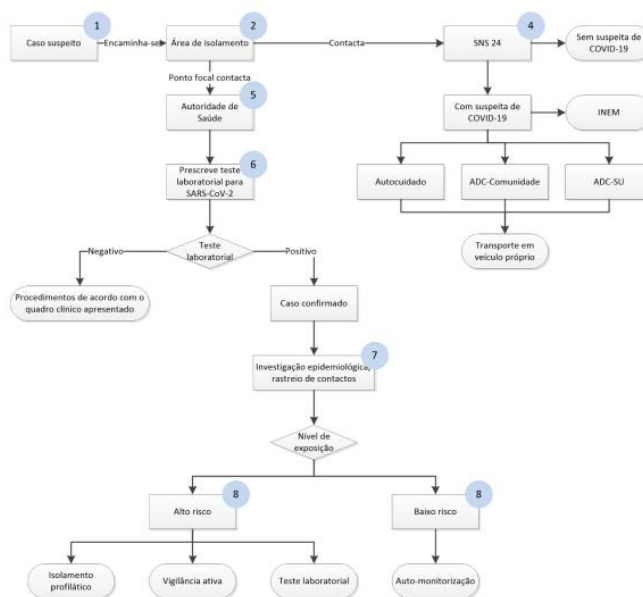 1
Caso suspeito
Encaminha-se
2
Área de isolamento
Contacta
4
SNS 24
Sem suspeita de
COVID-19
Ponto focal contacta
5
Autoridade de
Saúde
Com suspeita de
COVID-19
INEM
6
Prescreve teste
laboratorial para
SARS-CoV-2
Autocuidado
ADC-Comunidade
ADC-SU
Negativo
Teste
laboratorial
Positivo
Transporte em
veículo próprio
Procedimentos de acordo com o
quadro clínico apresentado
Caso confirmado
7
Investigação epidemiológica,
rastreio de contactos
Nível de
exposição
8
Alto risco
8
Baixo risco
Isolamento
profilático
Vigilância ativa
Teste laboratorial
Auto-monitorização